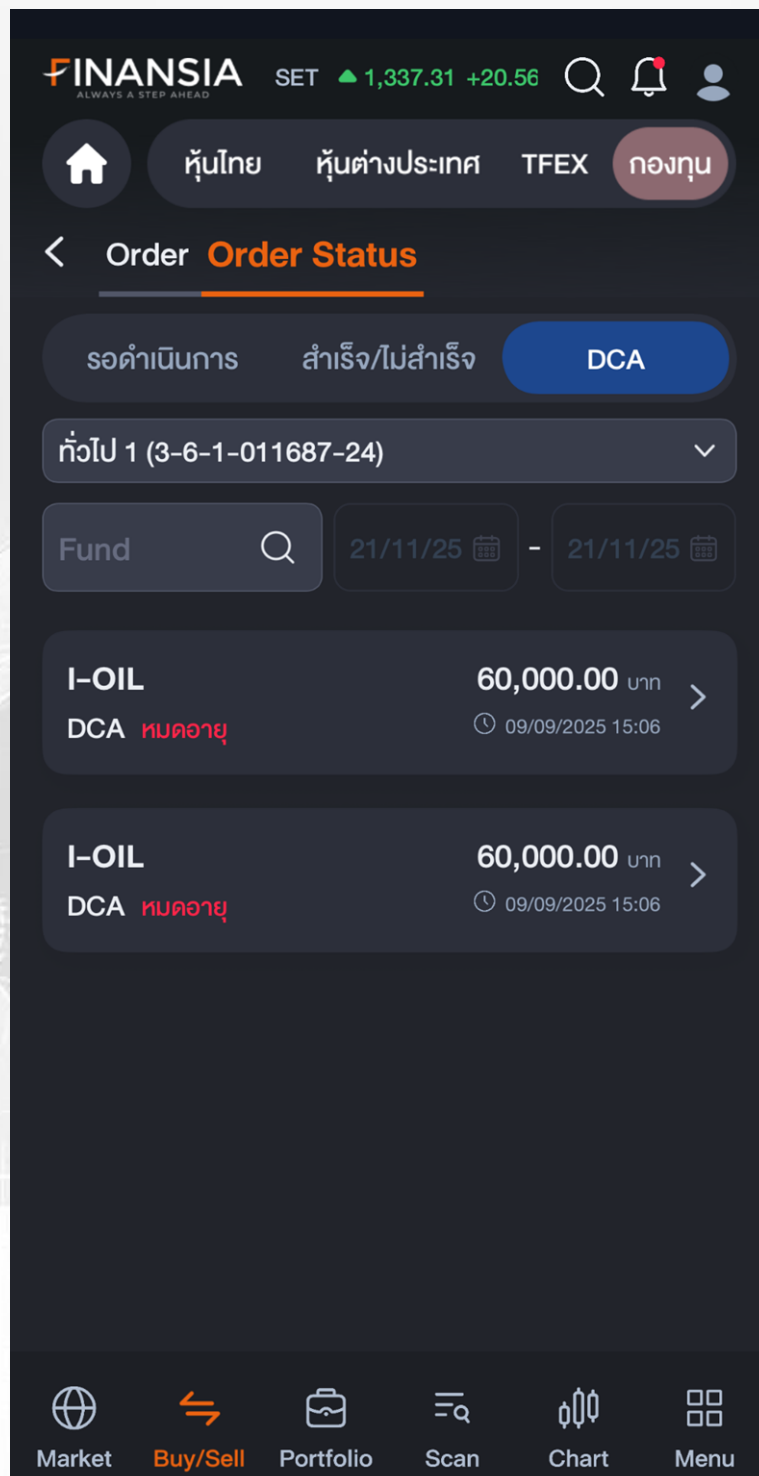 FINANSIA
ALWAYS A STEP AHEAD
SET ▲ 1,337.31 +20.56
หุ้นไทย หุ้นต่างประเทศ TFEX กองทุน
Order Order Status
รอดำเนินการ สำเร็จ/ไม่สำเร็จ DCA
ทั่วไป 1 (3-6-1-011687-24)
Fund 21/11/25 - 21/11/25
I-OIL 60,000.00 บาท
DCA หมดอายุ 09/09/2025 15:06
I-OIL 60,000.00 บาท
DCA หมดอายุ 09/09/2025 15:06
Market Buy/Sell Portfolio Scan Chart Menu